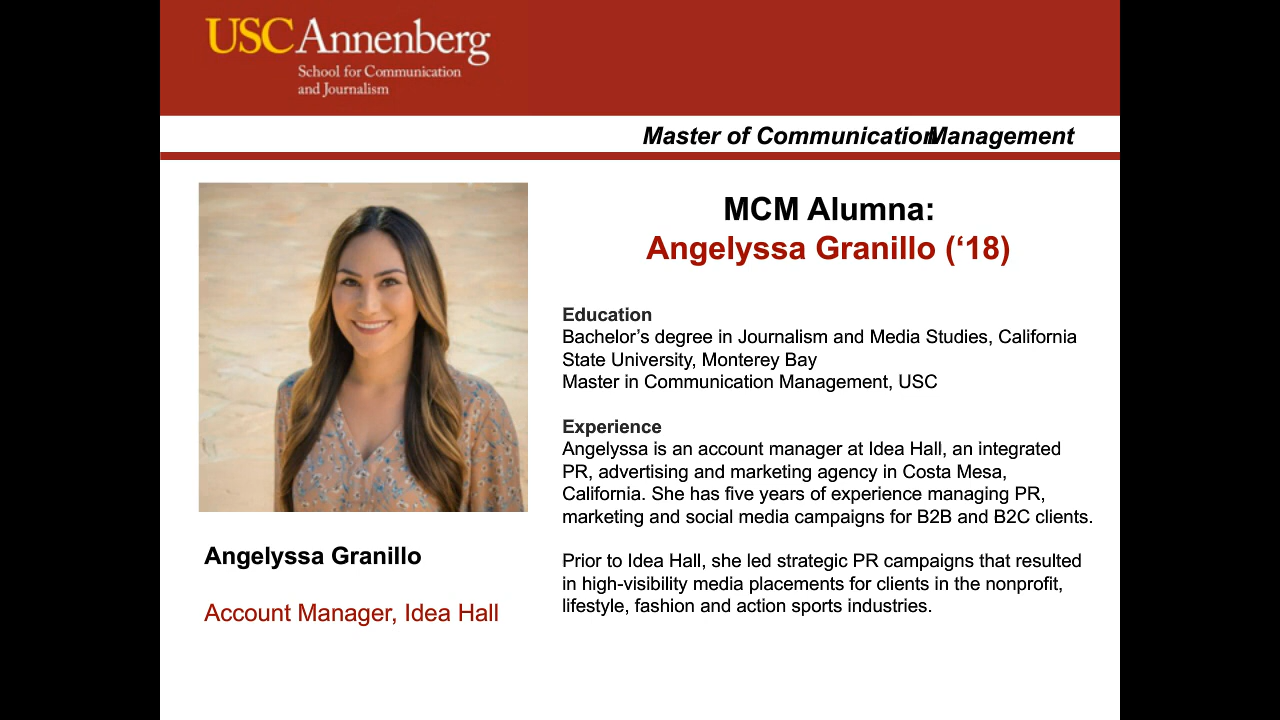 USC Annenberg
School for Communication
and Journalism
Master of Communication Management
MCM Alumna:
Angelyssa Granillo (‘18)
Education
Bachelor’s degree in Journalism and Media Studies, California
State University, Monterey Bay
Master in Communication Management, USC
Experience
Angelyssa is an account manager at Idea Hall, an integrated
PR, advertising and marketing agency in Costa Mesa,
California. She has five years of experience managing PR,
marketing and social media campaigns for B2B and B2C clients.
Prior to Idea Hall, she led strategic PR campaigns that resulted
in high-visibility media placements for clients in the nonprofit,
lifestyle, fashion and action sports industries.
Angelyssa Granillo
Account Manager, Idea Hall